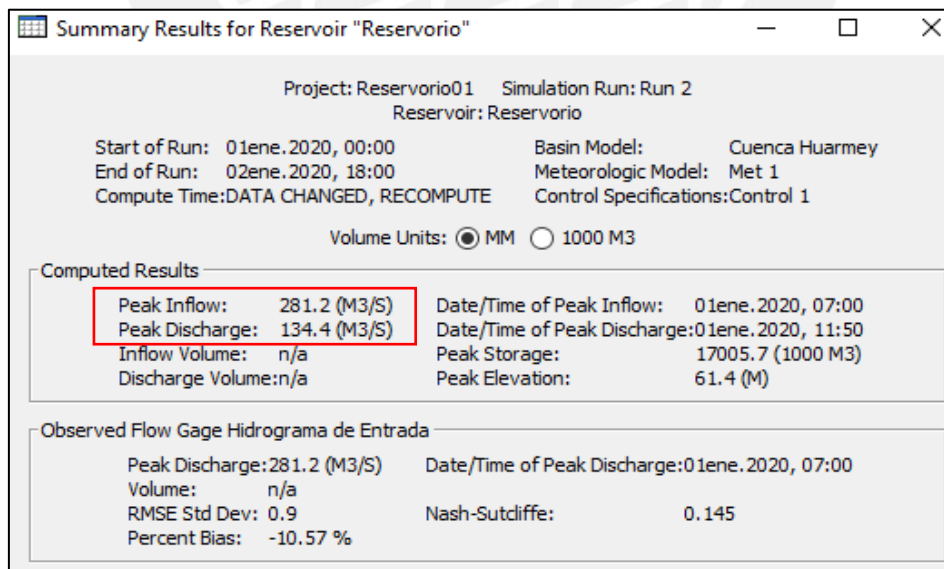 Summary Results for Reservoir "Reservorio"
Project: Reservorio01 Simulation Run: Run 2
Reservoir: Reservorio
Start of Run: 01ene.2020, 00:00 Basin Model: Cuenca Huarmey
End of Run: 02ene.2020, 18:00 Meteorologic Model: Met 1
Compute Time:DATA CHANGED, RECOMPUTE Control Specifications:Control 1
Volume Units: MM 1000 M3
Computed Results
Peak Inflow: 281.2 (M3/S) Date/Time of Peak Inflow: 01ene.2020, 07:00
Peak Discharge: 134.4 (M3/S) Date/Time of Peak Discharge:01ene.2020, 11:50
Inflow Volume: n/a Peak Storage: 17005.7 (1000 M3)
Discharge Volume:n/a Peak Elevation: 61.4 (M)
Observed Flow Gage Hidrograma de Entrada
Peak Discharge:281.2 (M3/S) Date/Time of Peak Discharge:01ene.2020, 07:00
Volume: n/a
RMSE Std Dev: 0.9 Nash-Sutcliffe: 0.145
Percent Bias: -10.57 %